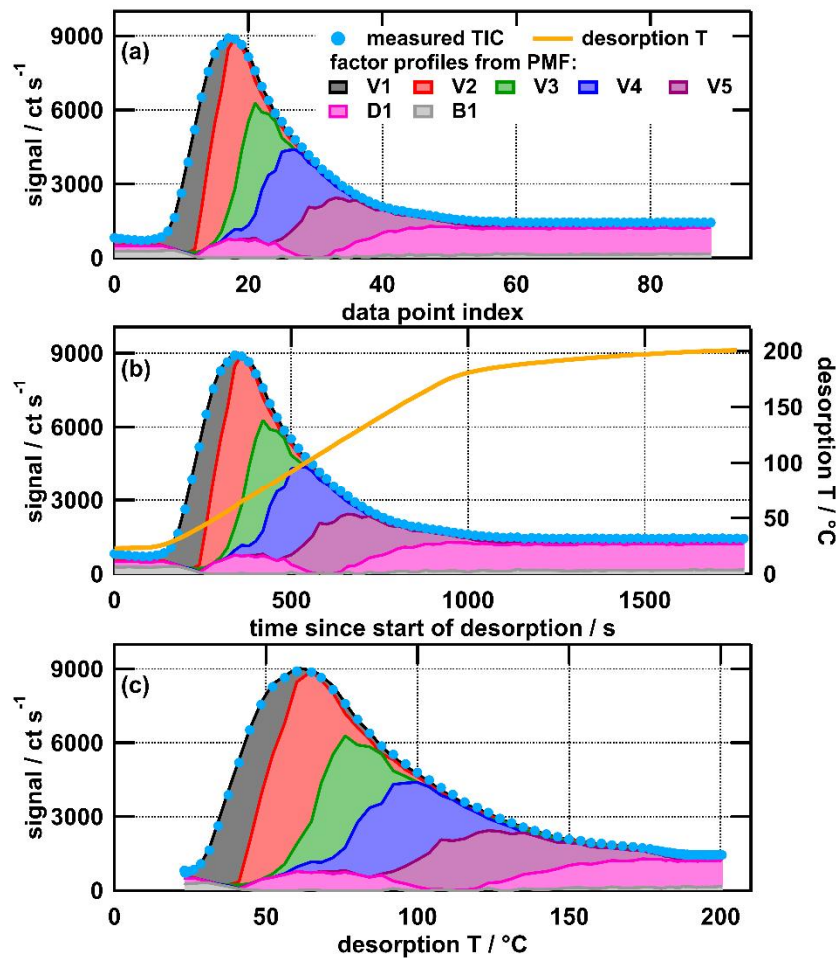 (a)
measured TIC desorption T
factor profiles from PMF:
V1 V2 V3 V4 V5
D1 B1
9000
6000
3000
0
signal / ct s⁻¹
0 20 40 60 80
data point index
(b)
9000
6000
3000
0
signal / ct s⁻¹
200
150
100
50
0
desorption T / °C
0 500 1000 1500
time since start of desorption / s
(c)
9000
6000
3000
0
signal / ct s⁻¹
0 50 100 150 200
desorption T / °C